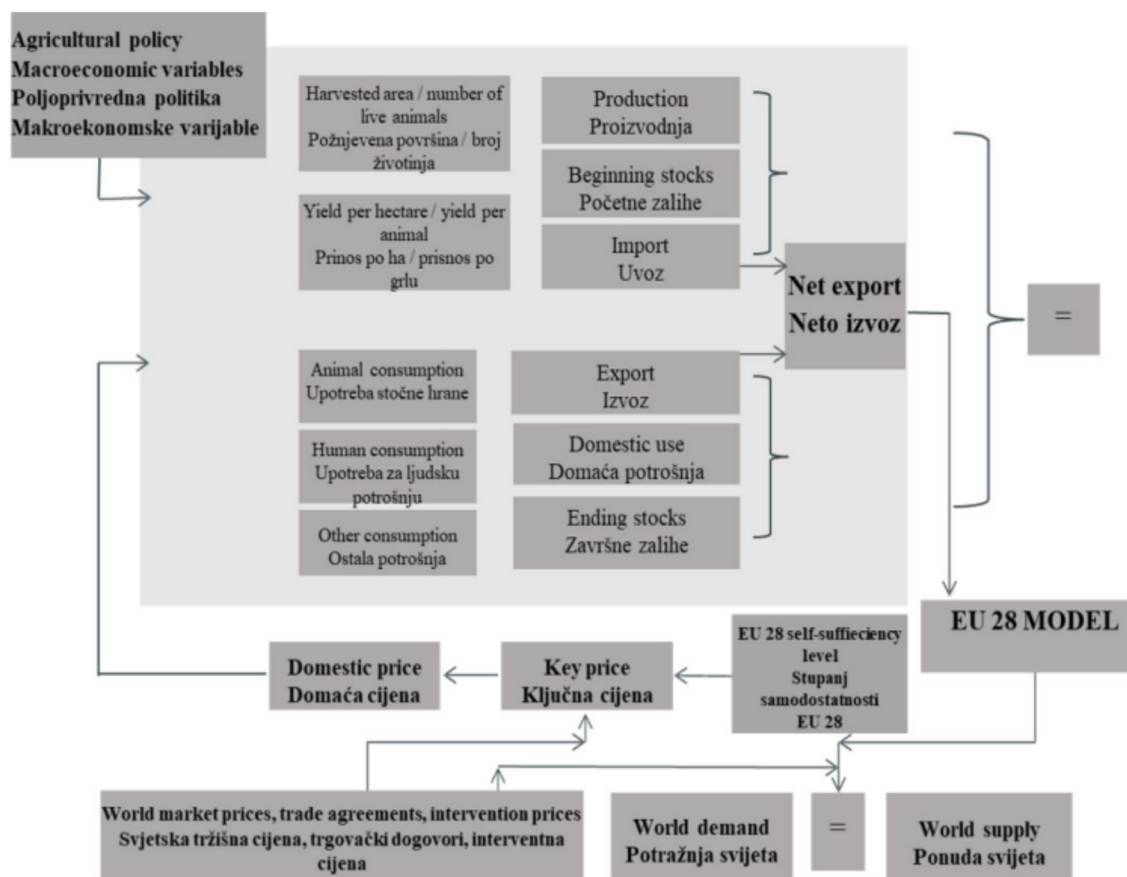 Agricultural policy
Macroeconomic variables
Poljoprivredna politika
Makroekonomske varijable
Harvested area / number of
live animals
Požnjevena površina / broj
životinja
Production
Proizvodnja
Beginning stocks
Početne zalihe
Yield per hectare / yield per
animal
Prinos po ha / prisnos po
grlu
Import
Uvoz
Net export
Neto izvoz
=
Animal consumption
Upotreba stočne hrane
Export
Izvoz
Human consumption
Upotreba za ljudsku
potrošnju
Domestic use
Domaća potrošnja
Other consumption
Ostala potrošnja
Ending stocks
Završne zalihe
EU 28 MODEL
EU 28 self-suffieciency
level
Stupanj
samodostatnosti
EU 28
Key price
Ključna cijena
Domestic price
Domaća cijena
World market prices, trade agreements, intervention prices
Svjetska tržišna cijena, trgovački dogovori, interventna
cijena
World demand
Potražnja svijeta
=
World supply
Ponuda svijeta